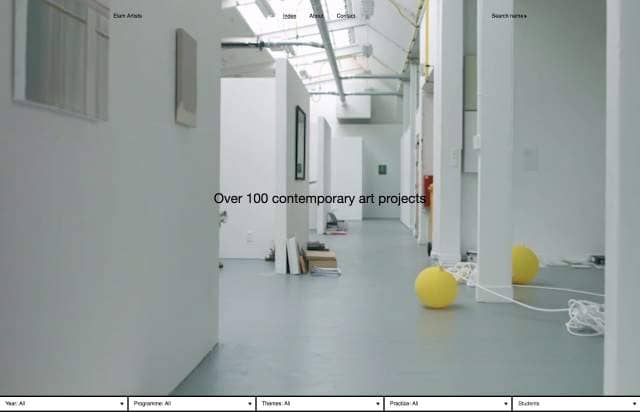 Elam Artists
Index
About
Contact
Search name
Over 100 contemporary art projects
Year: All
Programme: All
Themes: All
Practice: All
Students